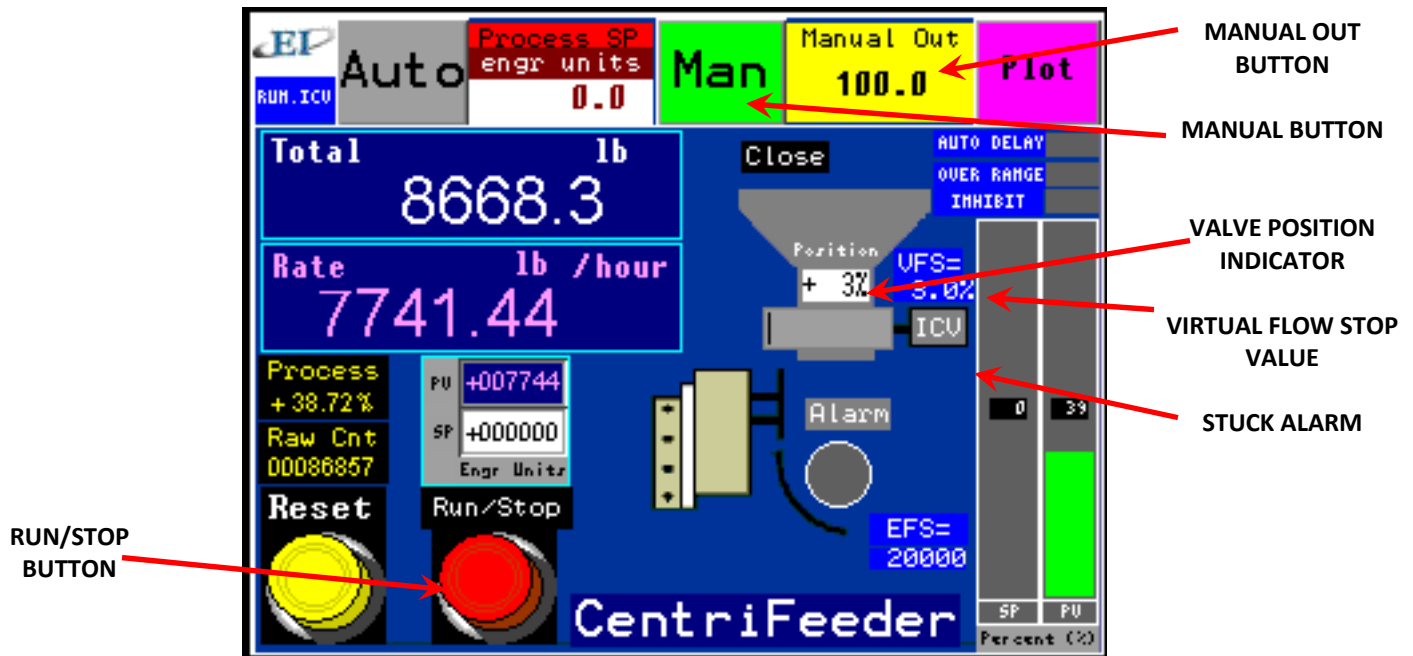 EI
RUN.ICV
Auto
Process SP
engr units
0.0
Man
Manual Out
100.0
Plot
MANUAL OUT
BUTTON
MANUAL BUTTON
Total lb
8668.3
Close
AUTO DELAY
OVER RANGE
INHIBIT
Rate lb /hour
7741.44
Position
+ 3%
VFS=
3.0%
ICV
VALVE POSITION
INDICATOR
VIRTUAL FLOW STOP
VALUE
Process
+ 38.72%
PV +007744
SP +000000
Engr Units
Raw Cnt
00086857
Alarm
0 39
STUCK ALARM
Reset
Run/Stop
RUN/STOP
BUTTON
EFS=
20000
CentriFeeder
SP PV
Percent (%)